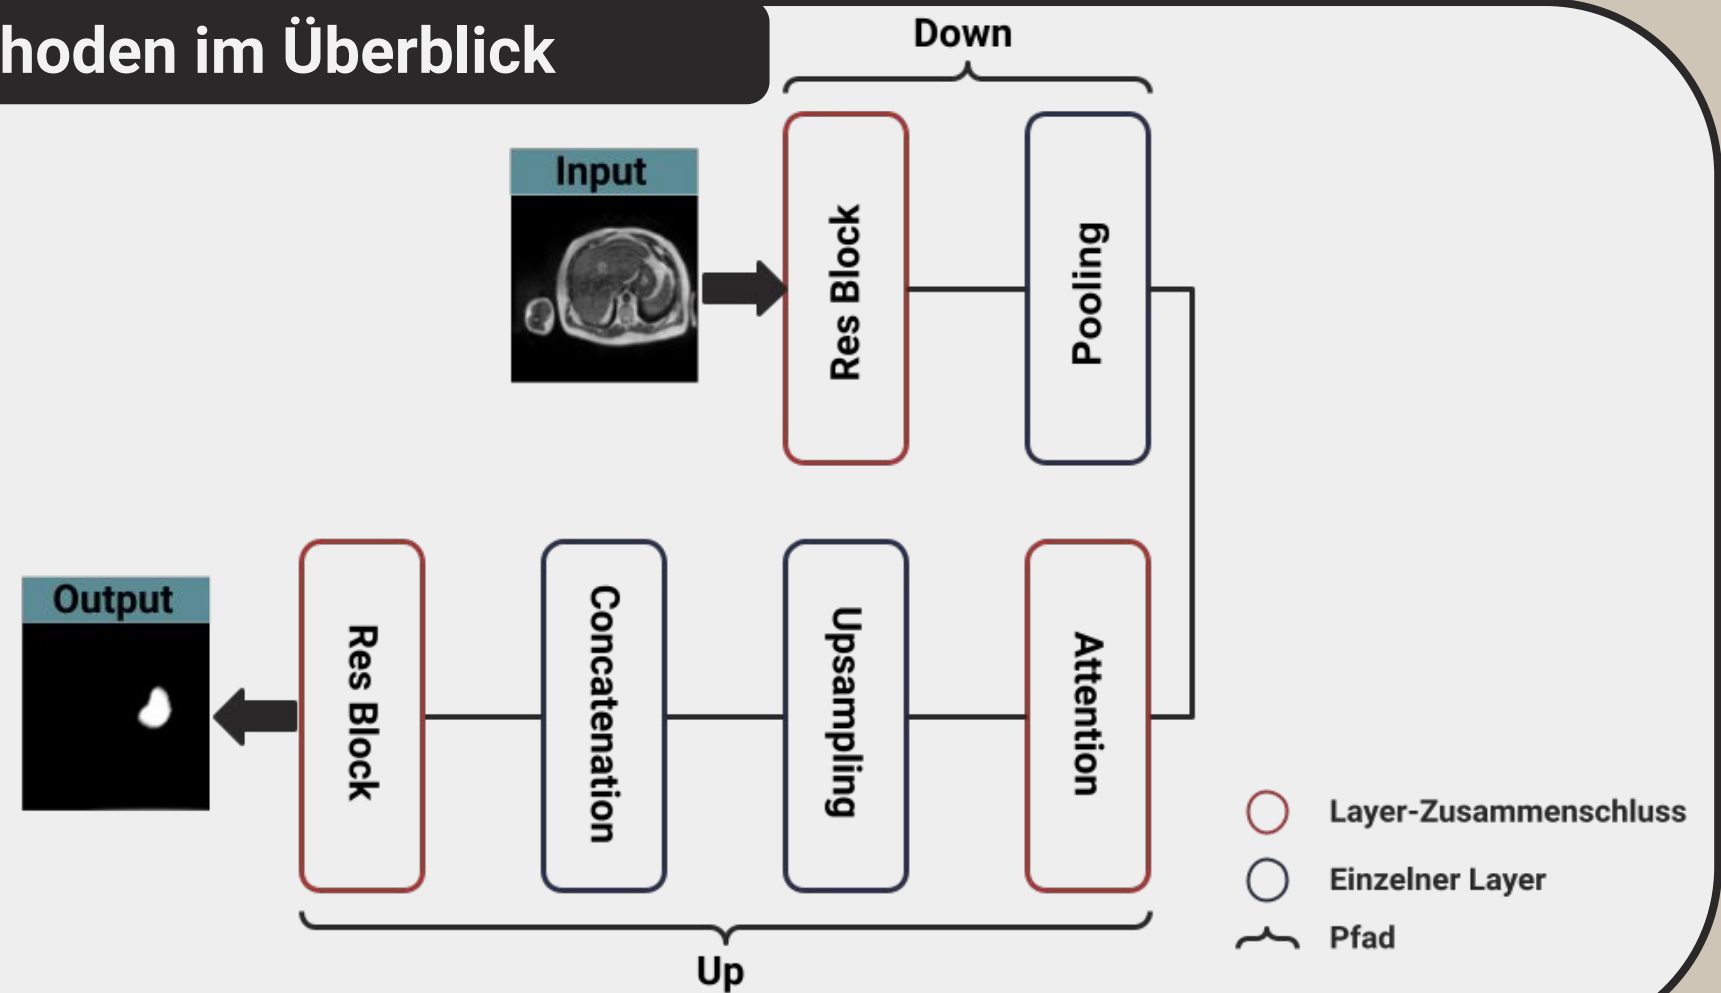 hoden im Überblick
Down
Input
Res Block
Pooling
Output
Res Block
Concatenation
Upsampling
Attention
Up
Layer-Zusammenschluss
Einzelner Layer
Pfad